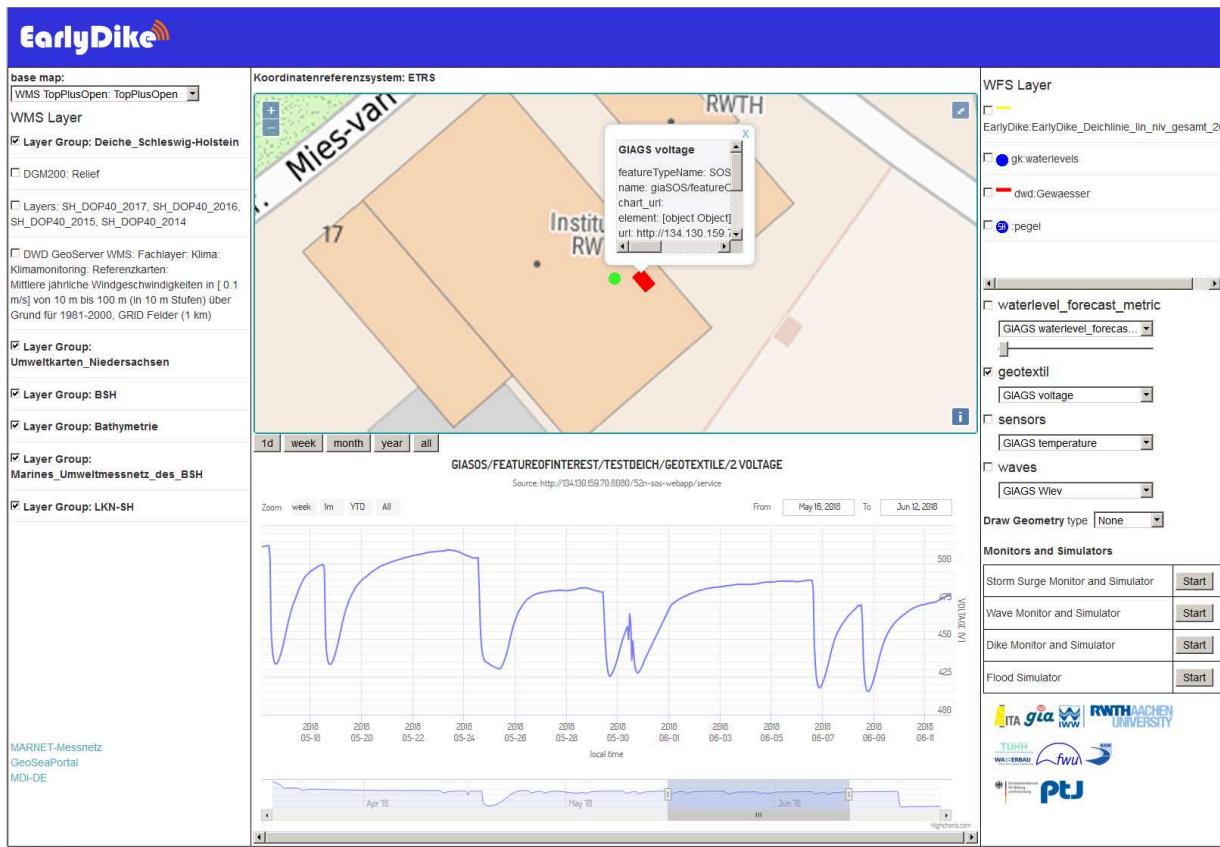 EarlyDike
base map:
WMS TopPlusOpen: TopPlusOpen
WMS Layer
Layer Group: Deiche_Schleswig-Holstein
DGM200: Relief
Layers: SH_DOP40_2017, SH_DOP40_2016,
SH_DOP40_2015, SH_DOP40_2014
DWD GeoServer WMS: Fachlayer: Klima:
Klimamonitoring: Referenzkarten:
Mittlere jährliche Windgeschwindigkeiten in [ 0.1
m/s] von 10 m bis 100 m (in 10 m Stufen) über
Grund für 1981-2000, GRID Felder (1 km)
Layer Group:
Umweltkarten_Niedersachsen
Layer Group: BSH
Layer Group: Bathymetrie
Layer Group:
Marines_Umweltmessnetz_des_BSH
Layer Group: LKN-SH
MARNET-Messnetz
GeoSeaPortal
MDI-DE
Koordinatenreferenzsystem: ETRS
+
−
Mies-van
RWTH
17
Institu
RW
X
GIAGS voltage
featureTypeName: SOS
name: giaSOS/featureO
chart_url:
element: [object Object]
url: http://134.130.159.7
i
1d week month year all
GIASOS/FEATUREOFINTEREST/TESTDEICH/GEOTEXTILE/2 VOLTAGE
Source: http://134.130.159.70:8080/52n-sos-webapp/service
Zoom week 1m YTD All From May 16, 2018 To Jun 12, 2018
500
475
450
425
400
VOLTAGE [V]
2018 2018 2018 2018 2018 2018 2018 2018 2018 2018 2018 2018 2018
05-18 05-20 05-22 05-24 05-26 05-28 05-30 06-01 06-03 06-05 06-07 06-09 06-11
local time
Apr '18 May '18 Jun '18
Highcharts.com
WFS Layer
EarlyDike:EarlyDike_Deichlinie_lin_niv_gesamt_20
gk:waterlevels
dwd:Gewaesser
SH :pegel
waterlevel_forecast_metric
GIAGS waterlevel_forecas...
geotextil
GIAGS voltage
sensors
GIAGS temperature
waves
GIAGS Wlev
Draw Geometry type None
Monitors and Simulators
Storm Surge Monitor and Simulator Start
Wave Monitor and Simulator Start
Dike Monitor and Simulator Start
Flood Simulator Start
ITA gia IWW RWTHAACHEN
UNIVERSITY
TUHH
WASSERBAU fwu
PtJ